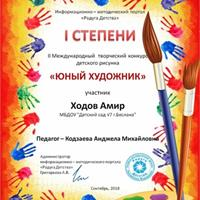 Информационно – методический портал
«Радуга Детства»
I СТЕПЕНИ
II Международный творческий конкурс
детского рисунка
«ЮНЫЙ ХУДОЖНИК»
участник
Ходов Амир
МБДОУ "Детский сад №7 г.Беслана"
Педагог – Кодзаева Анджела Михайловна
Администратор
информационно – методического портала
«Радуга Детства»
Григорьева Л.В.
Сентябрь, 2018